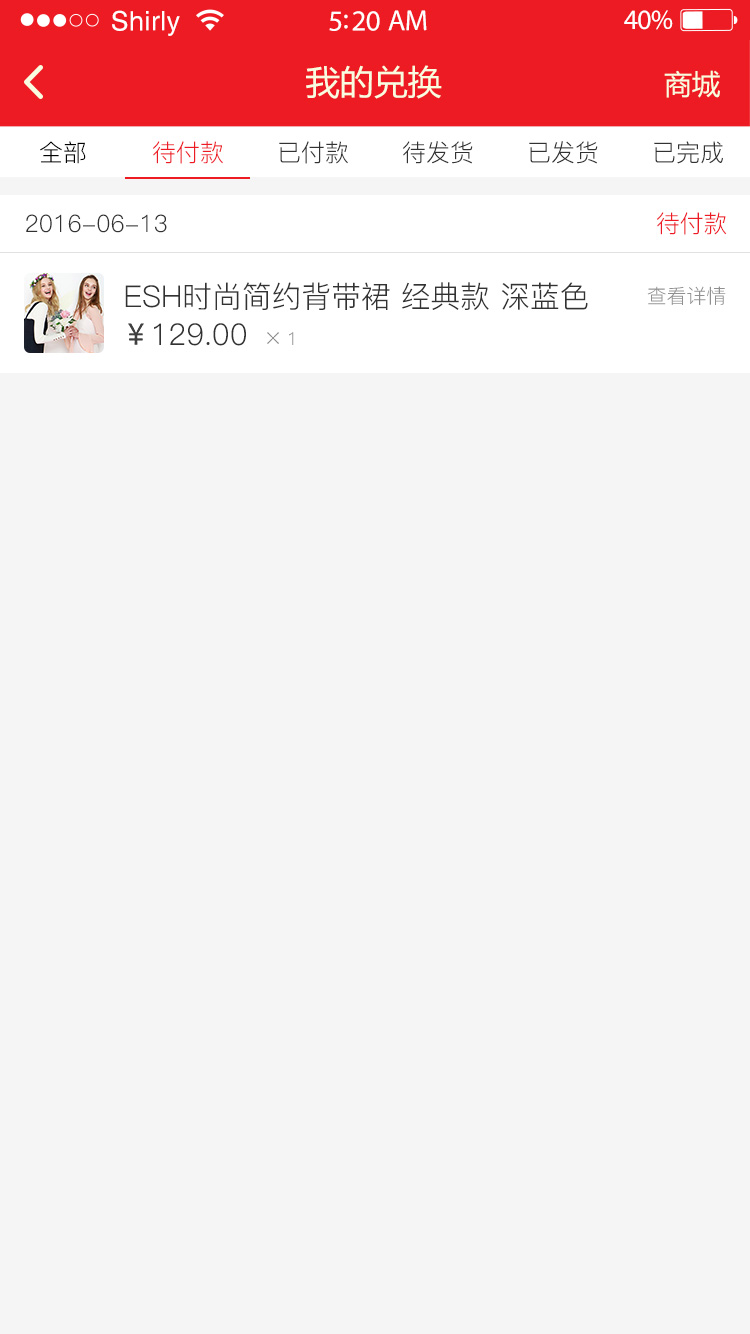 Shirly 5:20 AM 40%
我的兑换 商城
全部 待付款 已付款 待发货 已发货 已完成
2016-06-13 待付款
ESH时尚简约背带裙 经典款 深蓝色 查看详情
¥129.00 ×1